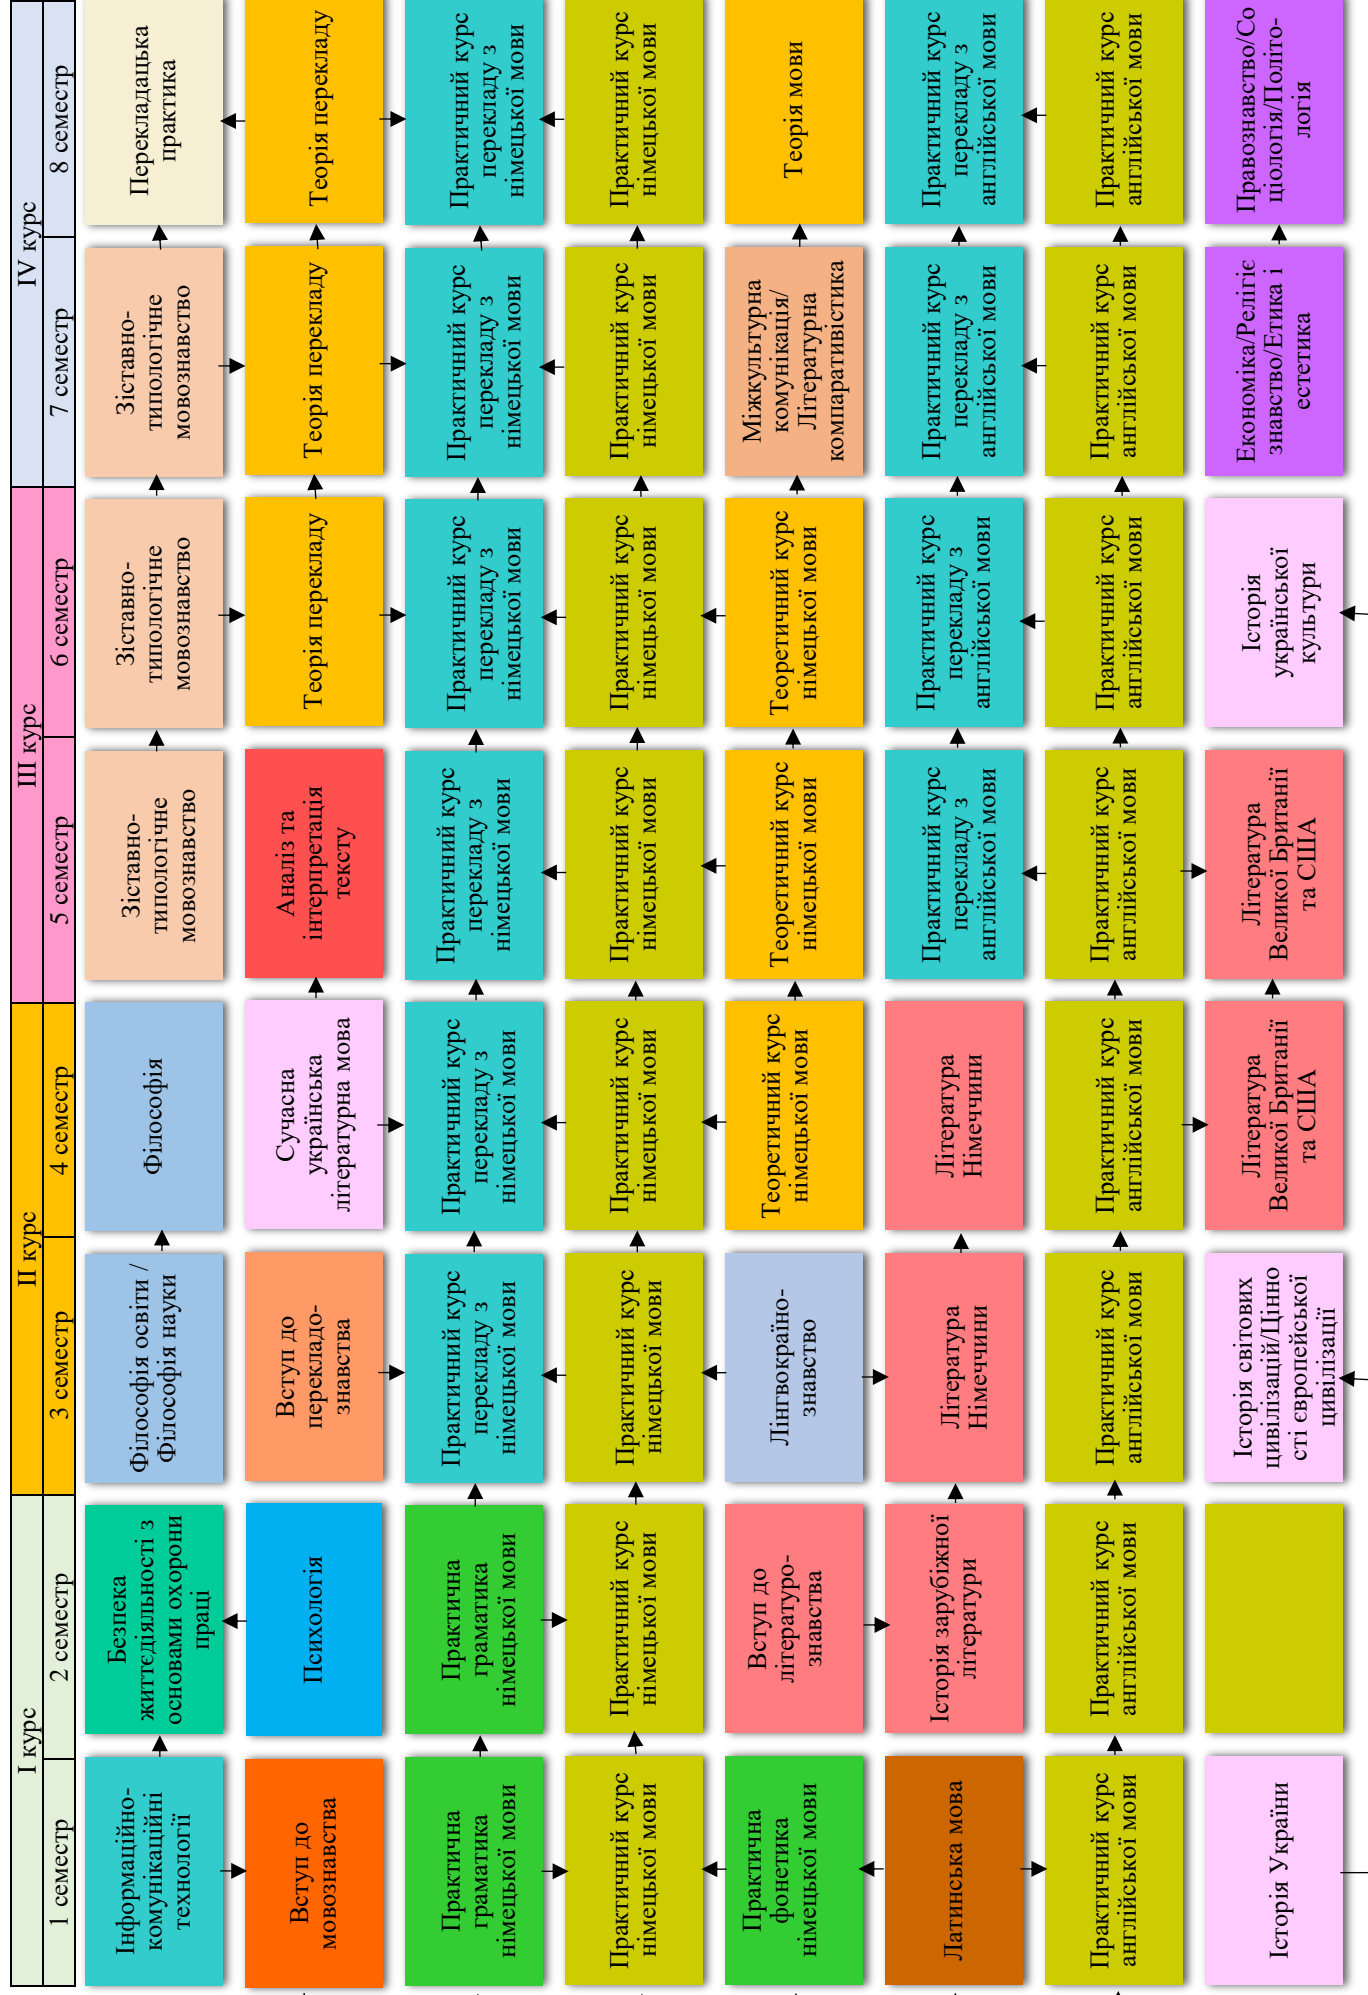 I курс
II курс
III курс
IV курс
1 семестр
2 семестр
3 семестр
4 семестр
5 семестр
6 семестр
7 семестр
8 семестр
Інформаційно-
комунікаційні
технології
Безпека
життєдіяльності з
основами охорони
праці
Філософія освіти /
Філософія науки
Філософія
Зіставно-
типологічне
мовознавство
Зіставно-
типологічне
мовознавство
Зіставно-
типологічне
мовознавство
Перекладацька
практика
Вступ до
мовознавства
Психологія
Вступ до
перекладо-
знавства
Сучасна
українська
літературна мова
Аналіз та
інтерпретація
тексту
Теорія перекладу
Теорія перекладу
Теорія перекладу
Практична
граматика
німецької мови
Практична
граматика
німецької мови
Практичний курс
перекладу з
німецької мови
Практичний курс
перекладу з
німецької мови
Практичний курс
перекладу з
німецької мови
Практичний курс
перекладу з
німецької мови
Практичний курс
перекладу з
німецької мови
Практичний курс
перекладу з
німецької мови
Практичний курс
німецької мови
Практичний курс
німецької мови
Практичний курс
німецької мови
Практичний курс
німецької мови
Практичний курс
німецької мови
Практичний курс
німецької мови
Практичний курс
німецької мови
Практичний курс
німецької мови
Практична
фонетика
німецької мови
Вступ до
літературо-
знавства
Лінгвокраїно-
знавство
Теоретичний курс
німецької мови
Теоретичний курс
німецької мови
Теоретичний курс
німецької мови
Міжкультурна
комунікація/
Літературна
компаративістика
Теорія мови
Латинська мова
Історія зарубіжної
літератури
Література
Німеччини
Література
Німеччини
Практичний курс
перекладу з
англійської мови
Практичний курс
перекладу з
англійської мови
Практичний курс
перекладу з
англійської мови
Практичний курс
перекладу з
англійської мови
Практичний курс
англійської мови
Практичний курс
англійської мови
Практичний курс
англійської мови
Практичний курс
англійської мови
Практичний курс
англійської мови
Практичний курс
англійської мови
Практичний курс
англійської мови
Практичний курс
англійської мови
Історія України
Історія світових
цивілізацій/Цінно
сті європейської
цивілізації
Література
Великої Британії
та США
Література
Великої Британії
та США
Історія
української
культури
Економіка/Релігіє
знавство/Етика і
естетика
Правознавство/Со
ціологія/Політо-
логія